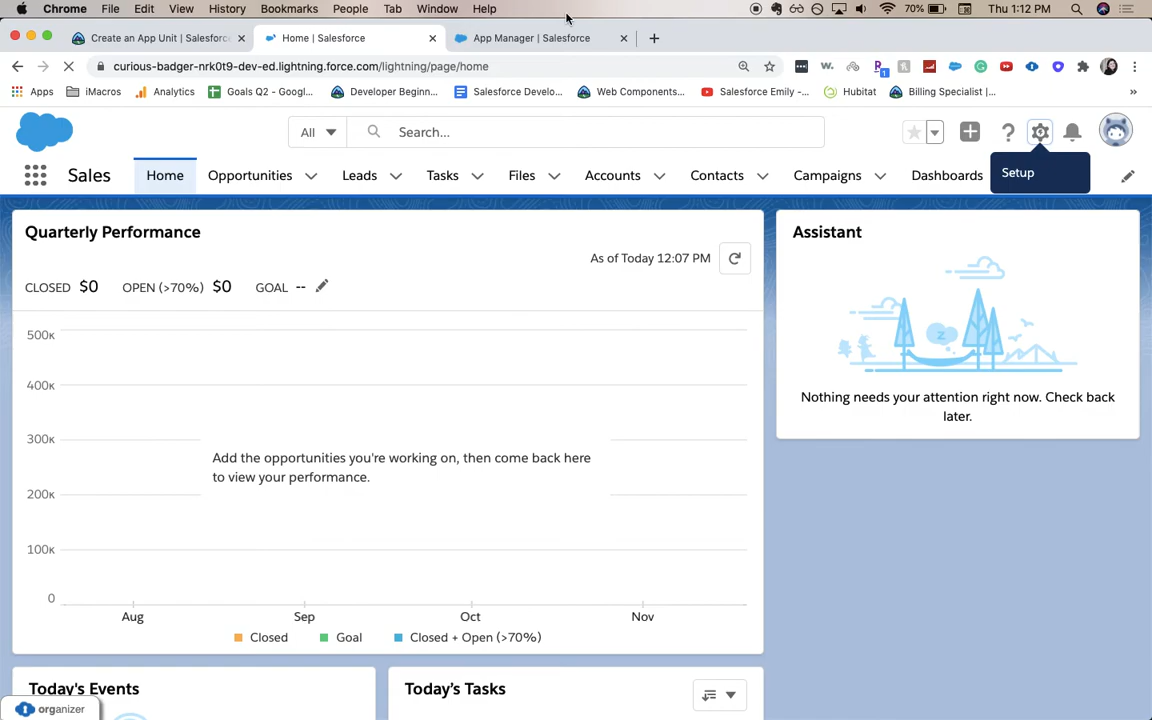 Chrome File Edit View History Bookmarks People Tab Window Help 70% Thu 1:12 PM
Create an App Unit | Salesforc Home | Salesforce App Manager | Salesforce
curious-badger-nrk0t9-dev-ed.lightning.force.com/lightning/page/home
Apps iMacros Analytics Goals Q2 - Googl... Developer Beginn... Salesforce Develo... Web Components... Salesforce Emily -... Hubitat Billing Specialist |... »
All Search...
Sales Home Opportunities Leads Tasks Files Accounts Contacts Campaigns Dashboards
Setup
Quarterly Performance
As of Today 12:07 PM
CLOSED $0 OPEN (>70%) $0 GOAL --
500K
400K
300K
200K
100K
0
Add the opportunities you're working on, then come back here
to view your performance.
Aug Sep Oct Nov
Closed Goal Closed + Open (>70%)
Assistant
z
Nothing needs your attention right now. Check back
later.
Today's Events
Today's Tasks
organizer